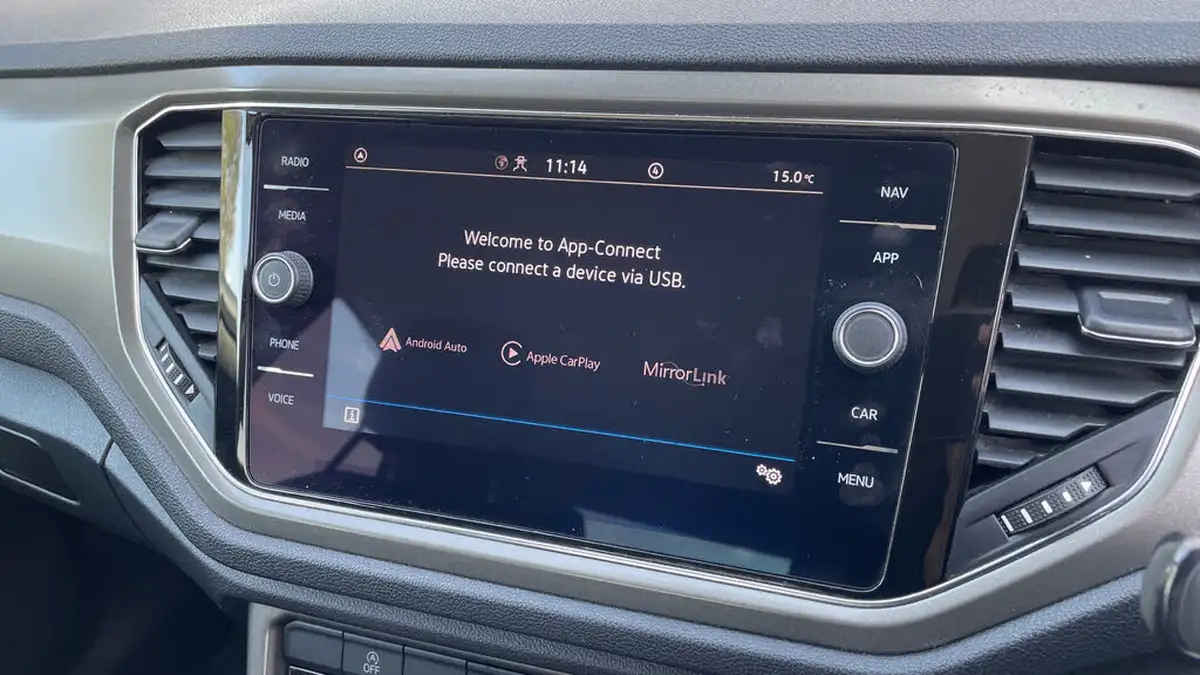 RADIO
MEDIA
PHONE
VOICE
11:14
4
15.0°C
Welcome to App-Connect
Please connect a device via USB.
Android Auto
Apple CarPlay
MirrorLink
i
NAV
APP
CAR
MENU
A
OFF